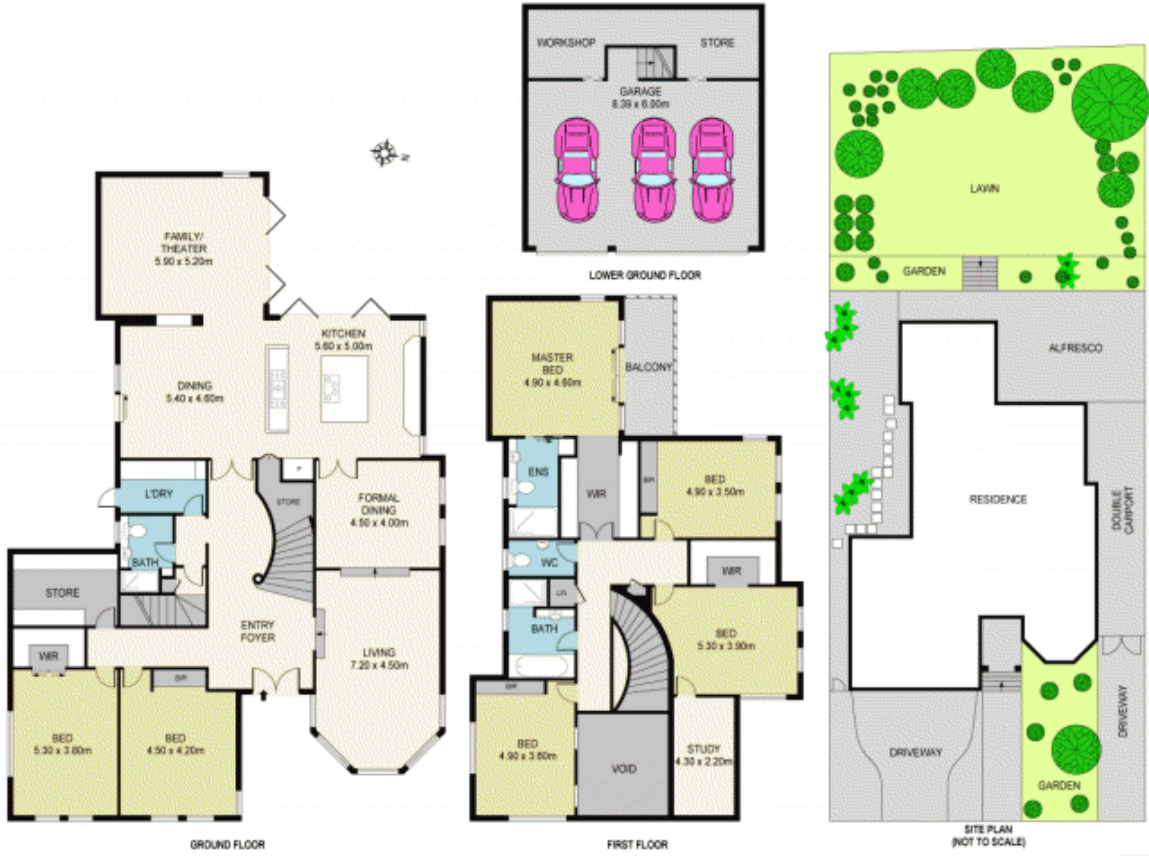 WORKSHOP
STORE
GARAGE
8.39 x 6.00m
LOWER GROUND FLOOR
N
FAMILY/
THEATER
5.90 x 5.20m
KITCHEN
5.60 x 5.00m
DINING
5.40 x 4.60m
L'DRY
BATH
STORE
P
FORMAL
DINING
4.50 x 4.00m
STORE
WIR
ENTRY
FOYER
LIVING
7.20 x 4.50m
BIR
BED
5.30 x 3.80m
BED
4.50 x 4.20m
GROUND FLOOR
MASTER
BED
4.90 x 4.60m
BALCONY
ENS
WIR
BIR
BED
4.90 x 3.50m
WC
WIR
LIN
BATH
BED
5.30 x 3.90m
BIR
BED
4.90 x 3.60m
VOID
STUDY
4.30 x 2.20m
FIRST FLOOR
LAWN
GARDEN
ALFRESCO
RESIDENCE
DOUBLE
CARPORT
DRIVEWAY
DRIVEWAY
GARDEN
SITE PLAN
(NOT TO SCALE)